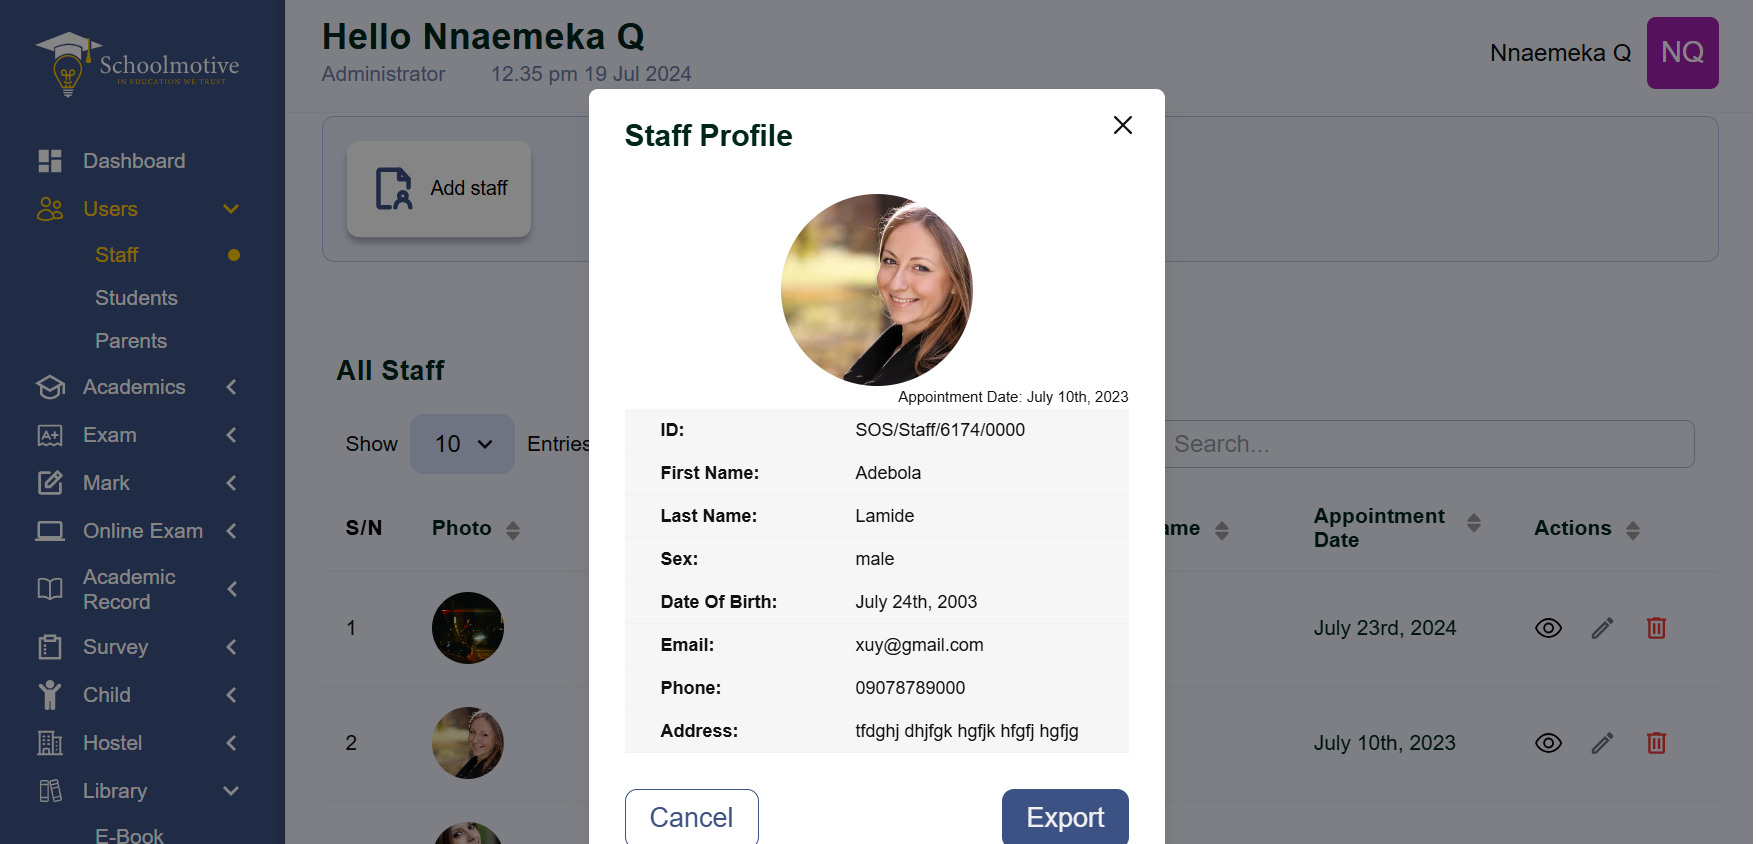 Schoolmotive
IN EDUCATION WE TRUST
Dashboard
Users
Staff
Students
Parents
Academics
A+
Exam
Mark
Online Exam
Academic
Record
Survey
Child
Hostel
Library
E-Book
Hello Nnaemeka Q
Administrator 12.35 pm 19 Jul 2024
Nnaemeka Q NQ
Add staff
All Staff
Show 10 Entries
Search...
S/N Photo
Appointment
Date
Actions
1 July 23rd, 2024
2 July 10th, 2023
Staff Profile
Appointment Date: July 10th, 2023
ID: SOS/Staff/6174/0000
First Name: Adebola
Last Name: Lamide
Sex: male
Date Of Birth: July 24th, 2003
Email: xuy@gmail.com
Phone: 09078789000
Address: tfdghj dhjfgk hgfjk hfgfj hgfjg
Cancel Export